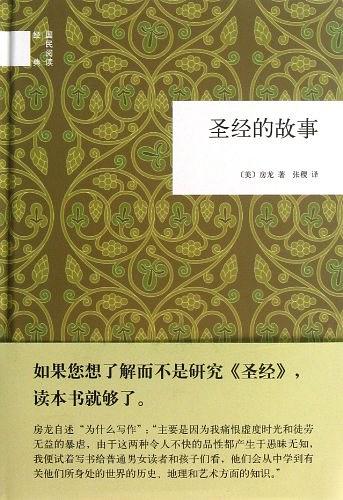 国民阅读
经典
圣经的故事
〔美〕房龙 著 张稷 译
如果您想了解而不是研究《圣经》，
读本书就够了。
房龙自述“为什么写作”：“主要是因为我痛恨虚度时光和徒劳
无益的暴虐，由于这两种令人不快的品性都产生于愚昧无知，
我便试着写书给普通男女读者和孩子们看，他们会从中学到有
关他们所身处的世界的历史、地理和艺术方面的知识。”